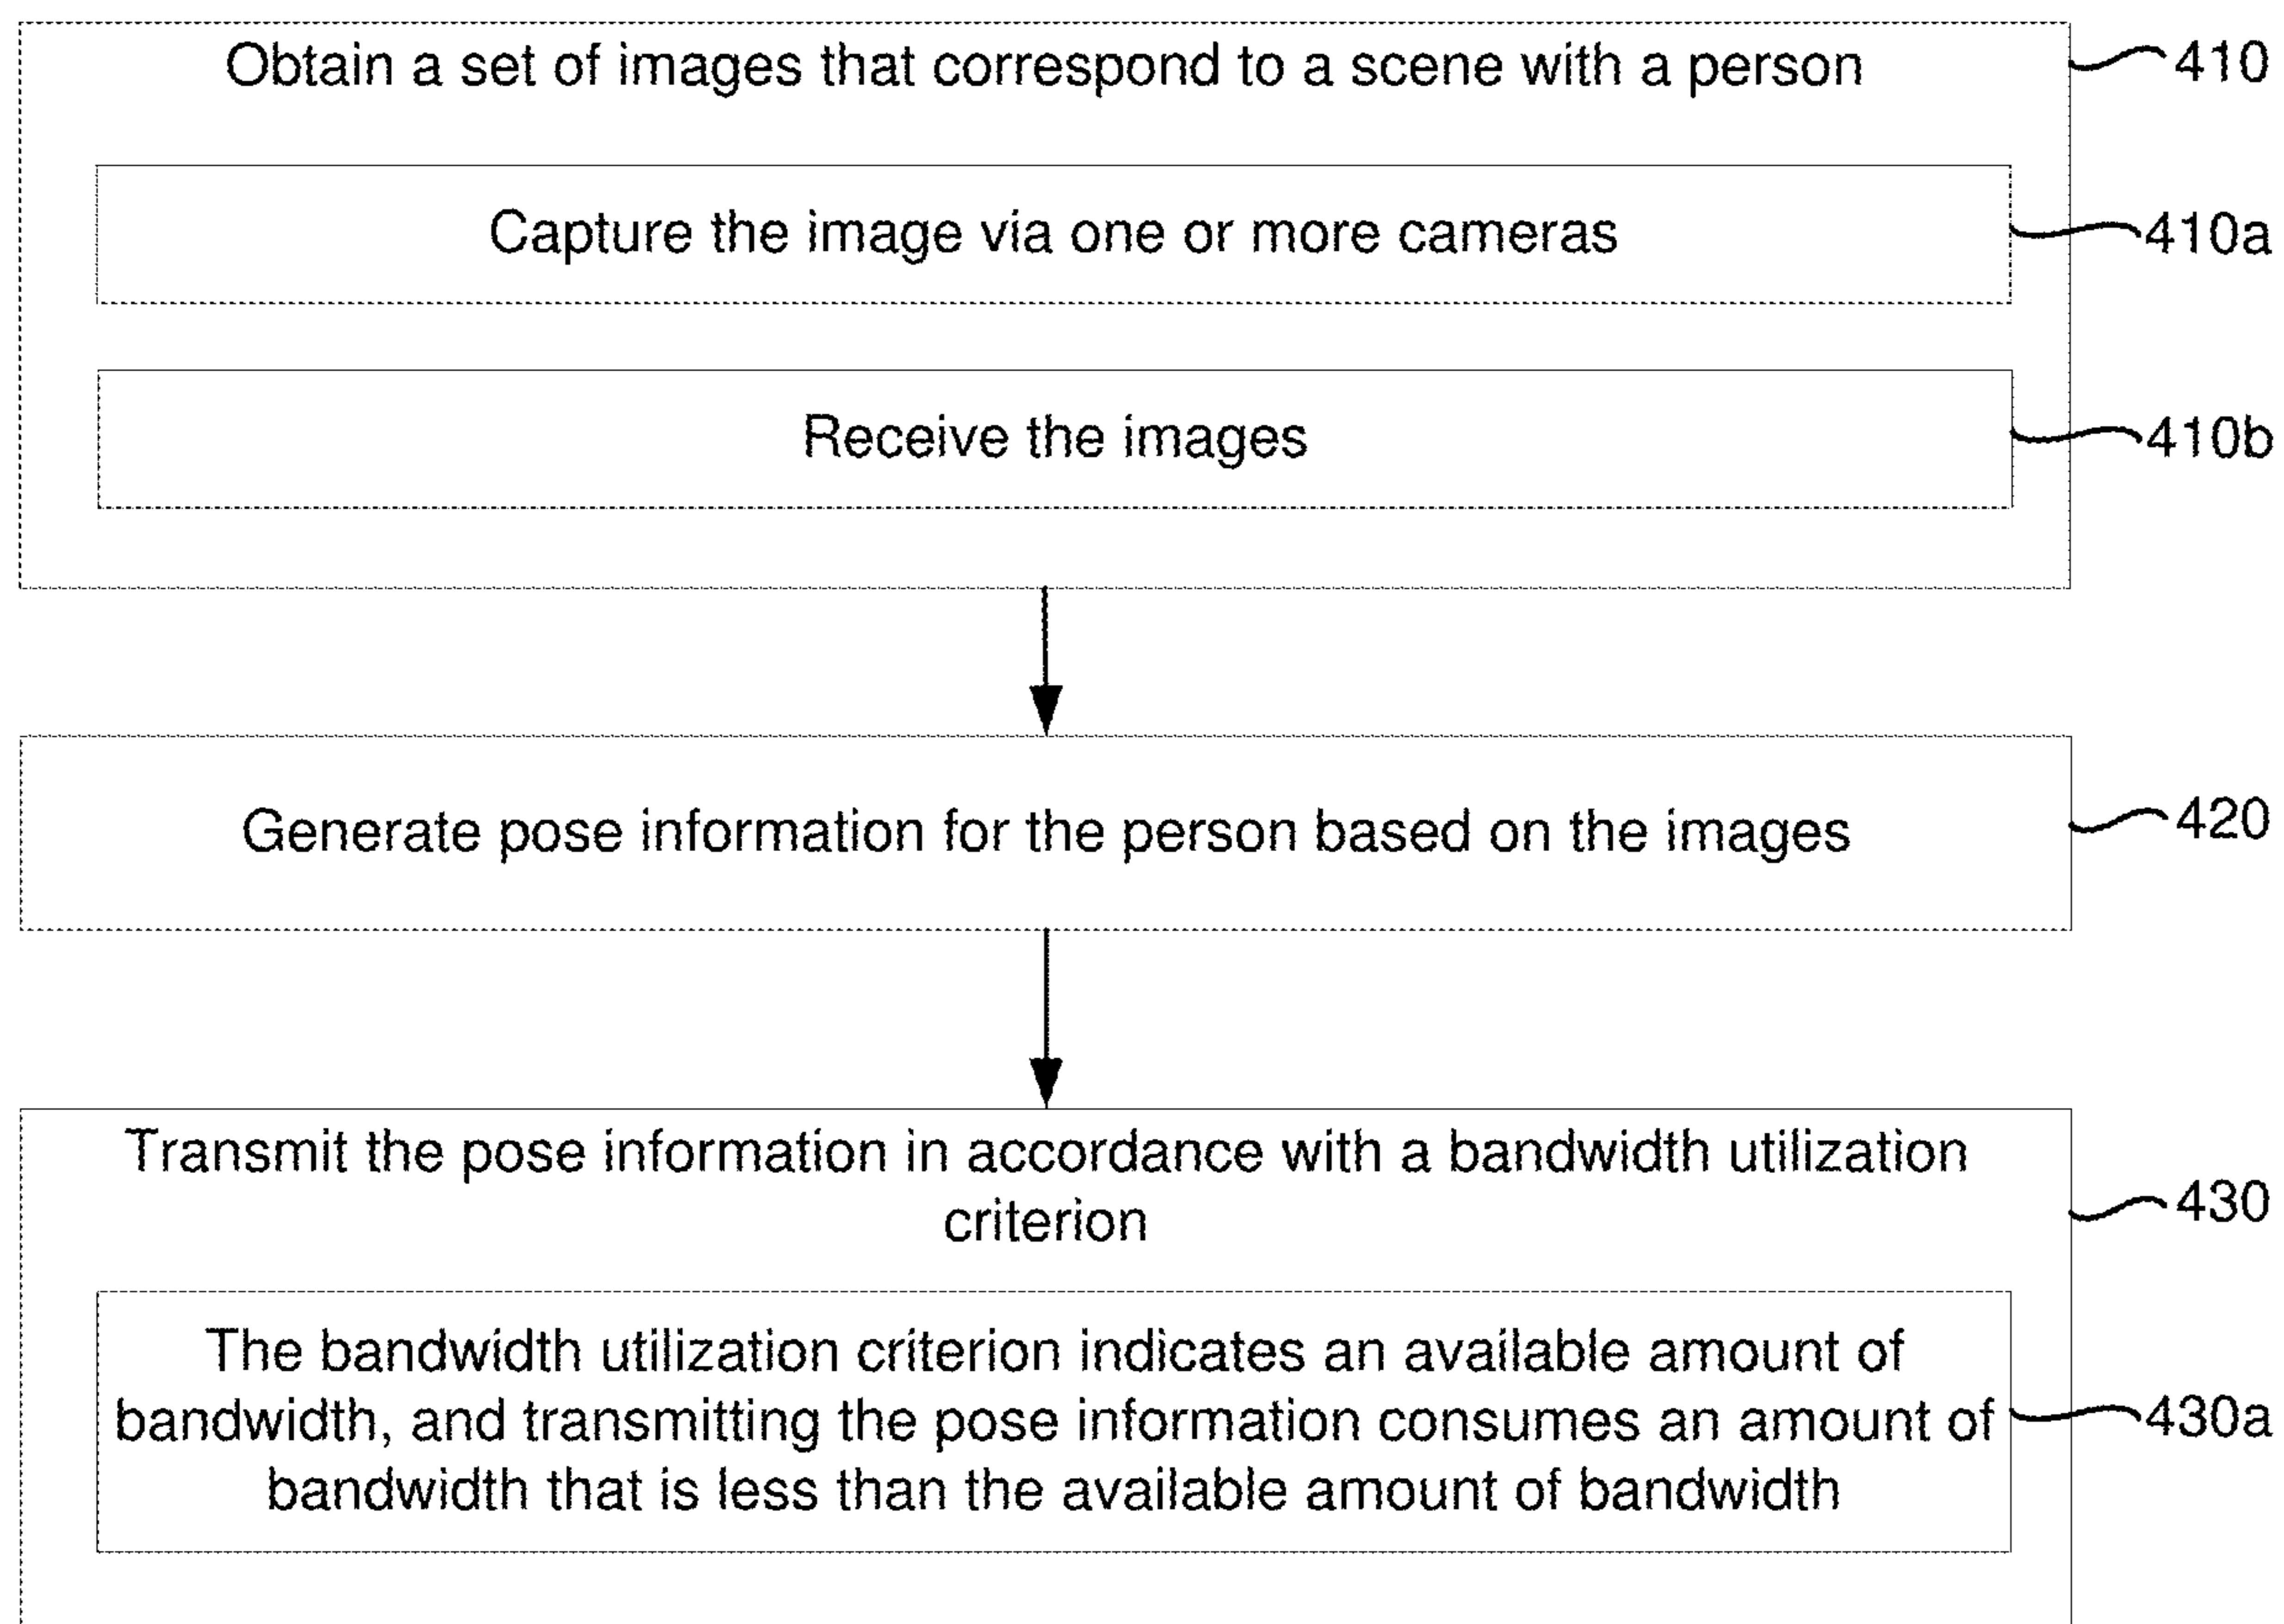 Obtain a set of images that correspond to a scene with a person
410
Capture the image via one or more cameras
410a
Receive the images
410b
Generate pose information for the person based on the images
420
Transmit the pose information in accordance with a bandwidth utilization
criterion
430
The bandwidth utilization criterion indicates an available amount of
bandwidth, and transmitting the pose information consumes an amount of
bandwidth that is less than the available amount of bandwidth
430a